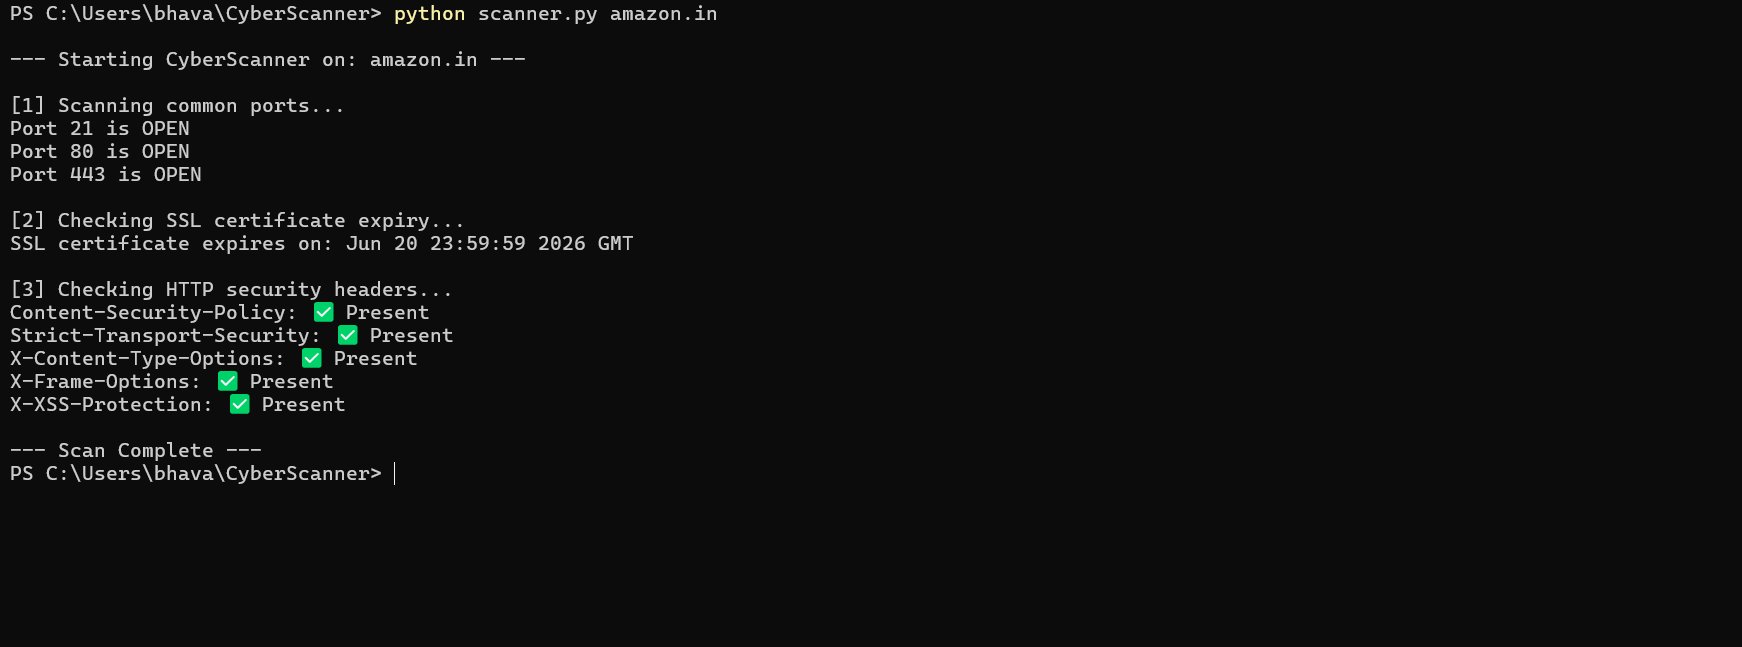 PS C:\Users\bhava\CyberScanner> python scanner.py amazon.in
--- Starting CyberScanner on: amazon.in ---
[1] Scanning common ports...
Port 21 is OPEN
Port 80 is OPEN
Port 443 is OPEN
[2] Checking SSL certificate expiry...
SSL certificate expires on: Jun 20 23:59:59 2026 GMT
[3] Checking HTTP security headers...
Content-Security-Policy: ✅ Present
Strict-Transport-Security: ✅ Present
X-Content-Type-Options: ✅ Present
X-Frame-Options: ✅ Present
X-XSS-Protection: ✅ Present
--- Scan Complete ---
PS C:\Users\bhava\CyberScanner>